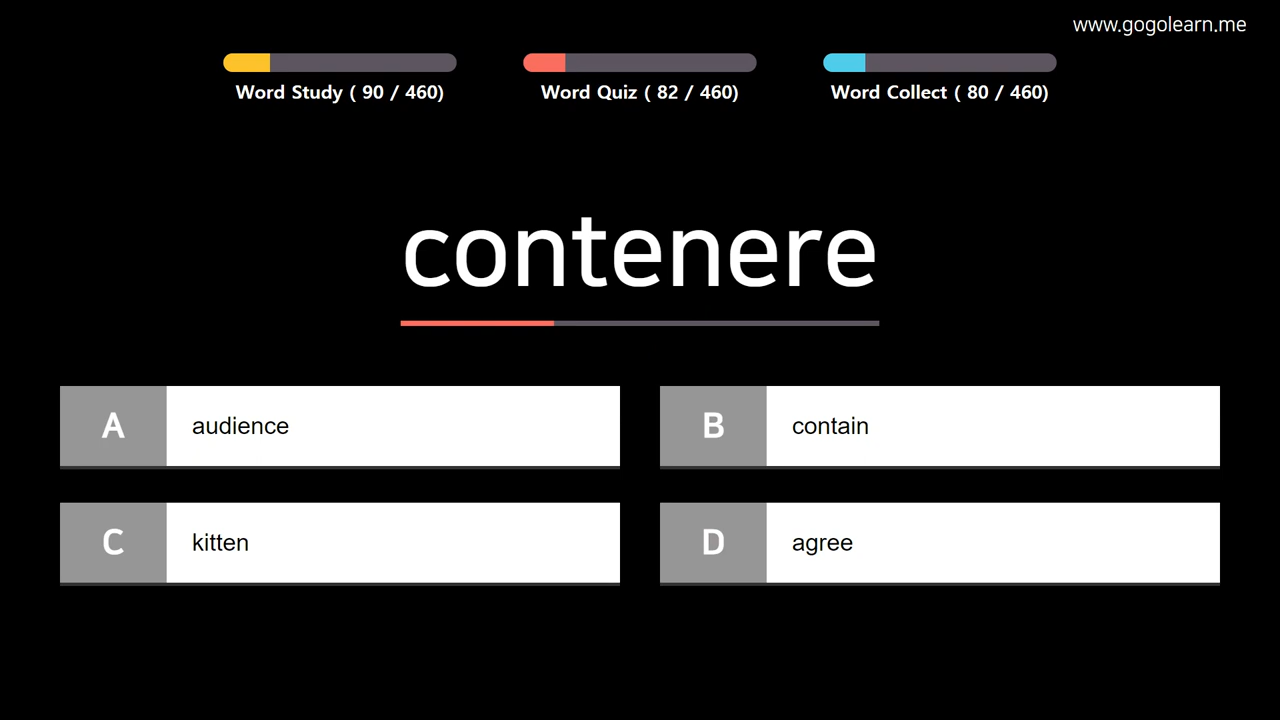 www.gogolearn.me
Word Study ( 90 / 460)
Word Quiz ( 82 / 460)
Word Collect ( 80 / 460)
contenere
A audience
B contain
C kitten
D agree